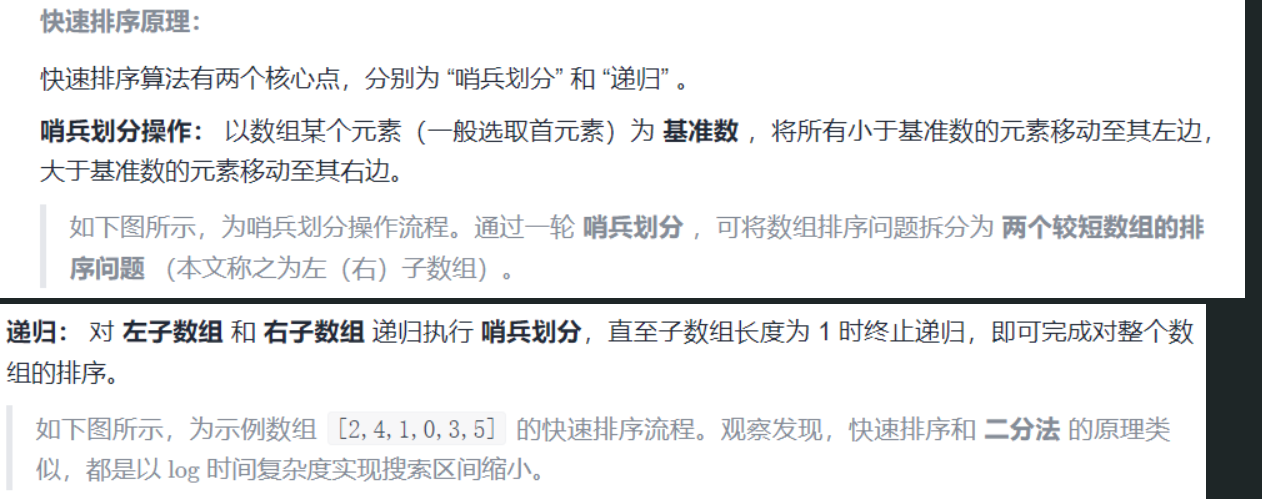 快速排序原理：
快速排序算法有两个核心点，分别为 “哨兵划分” 和 “递归” 。
哨兵划分操作： 以数组某个元素（一般选取首元素）为 基准数 ，将所有小于基准数的元素移动至其左边，
大于基准数的元素移动至其右边。
如下图所示，为哨兵划分操作流程。通过一轮 哨兵划分 ，可将数组排序问题拆分为 两个较短数组的排
序问题 （本文称之为左（右）子数组）。
递归： 对 左子数组 和 右子数组 递归执行 哨兵划分，直至子数组长度为 1 时终止递归，即可完成对整个数
组的排序。
如下图所示，为示例数组 [2,4,1,0,3,5] 的快速排序流程。观察发现，快速排序和 二分法 的原理类
似，都是以 log 时间复杂度实现搜索区间缩小。